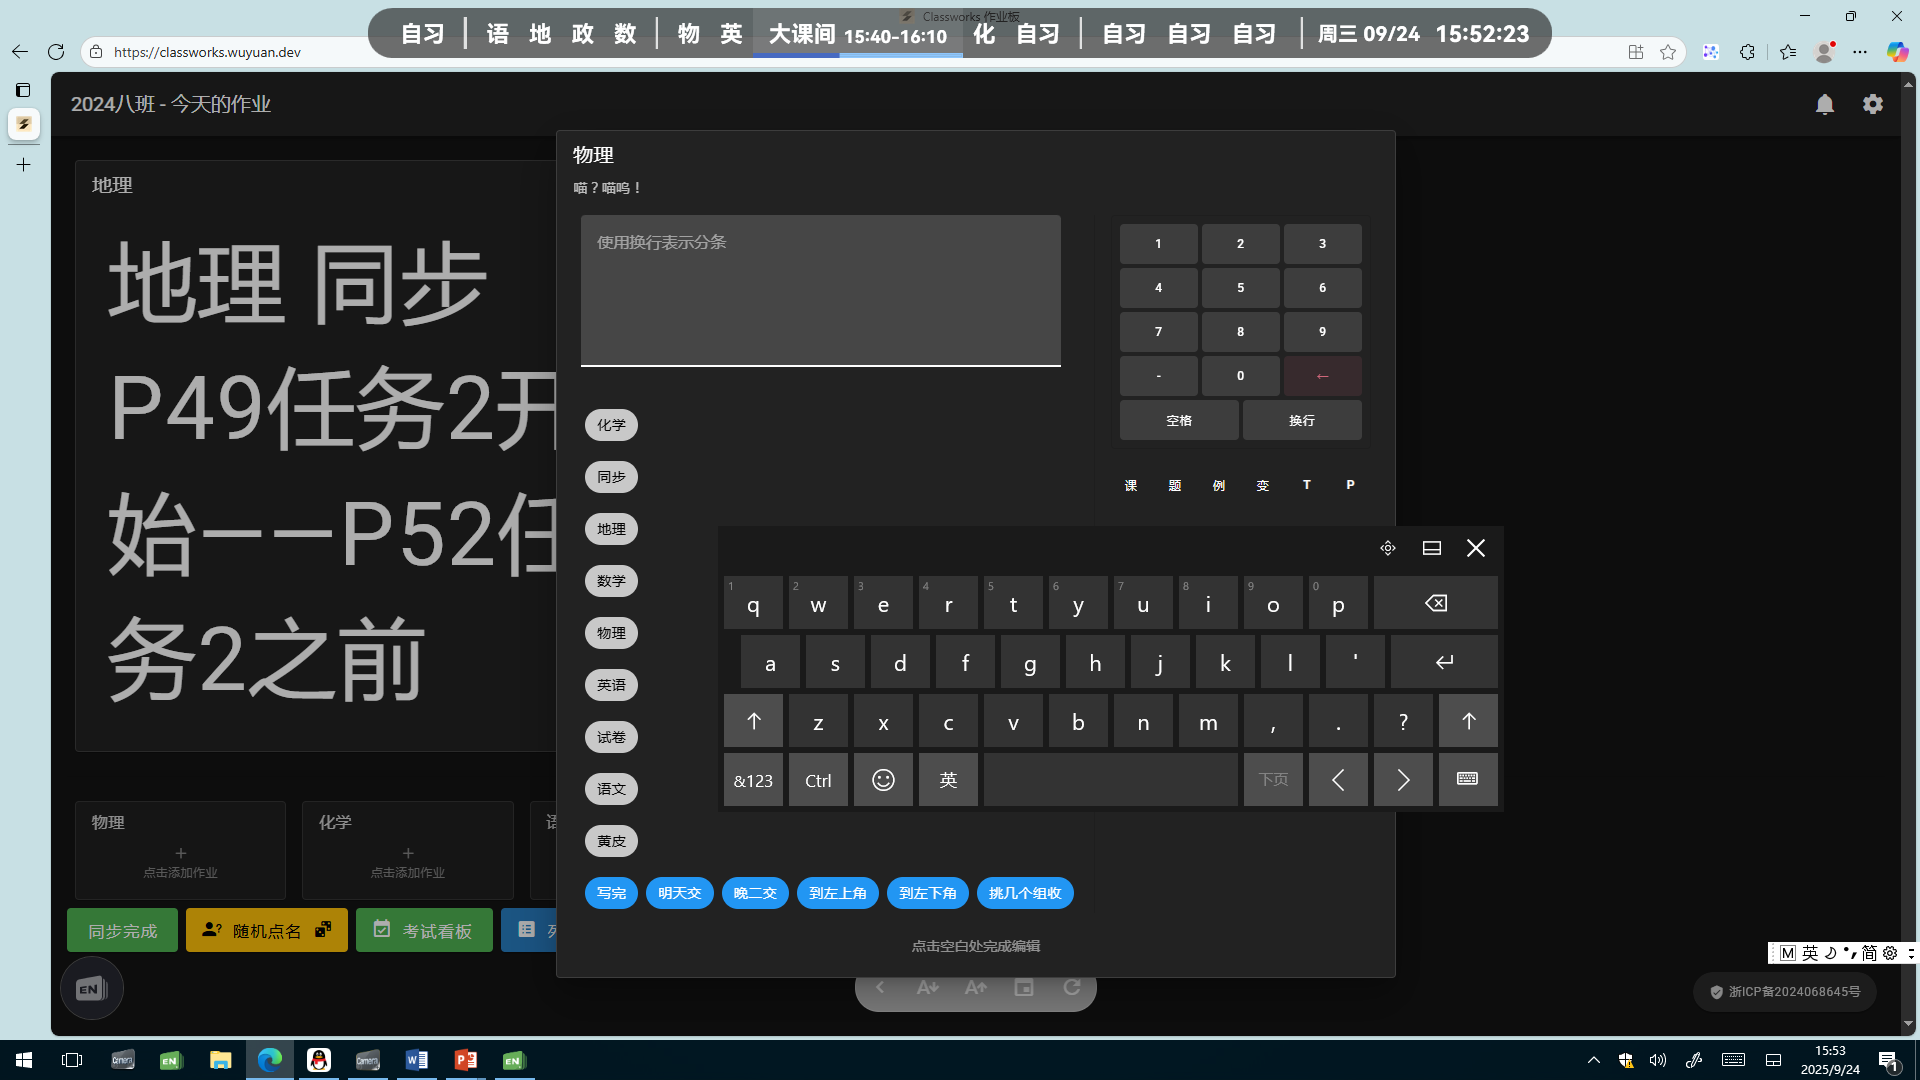 Classworks 作业板
自习 语 地 政 数 物 英 大课间 15:40-16:10 化 自习 自习 自习 自习 周三 09/24 15:52:23
https://classworks.wuyuan.dev
2024八班 - 今天的作业
地理
地理 同步
P49任务2开
始——P52任
务2之前
物理
点击添加作业
化学
点击添加作业
同步完成
随机点名
考试看板
EN
物理
喵？喵呜！
使用换行表示分条
化学
同步
地理
数学
物理
英语
试卷
语文
黄皮
写完 明天交 晚二交 到左上角 到左下角 挑几个组收
点击空白处完成编辑
1 2 3
4 5 6
7 8 9
- 0 ←
空格 换行
课 题 例 变 T P
1 2 3 4 5 6 7 8 9 0
q w e r t y u i o p
a s d f g h j k l '
z x c v b n m , . ?
&123 Ctrl 英 下页
M 英 简
浙ICP备2024068645号
Camera EN Camera W P EN
15:53
2025/9/24
1